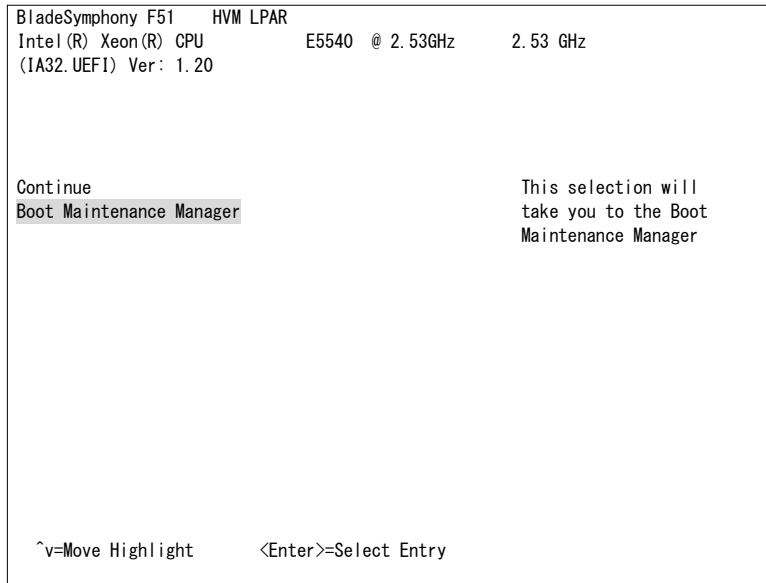 BladeSymphony F51 HVM LPAR
Intel(R) Xeon(R) CPU E5540 @ 2.53GHz 2.53 GHz
(IA32.UEFI) Ver: 1.20
Continue This selection will
Boot Maintenance Manager take you to the Boot
Maintenance Manager
^v=Move Highlight <Enter>=Select Entry